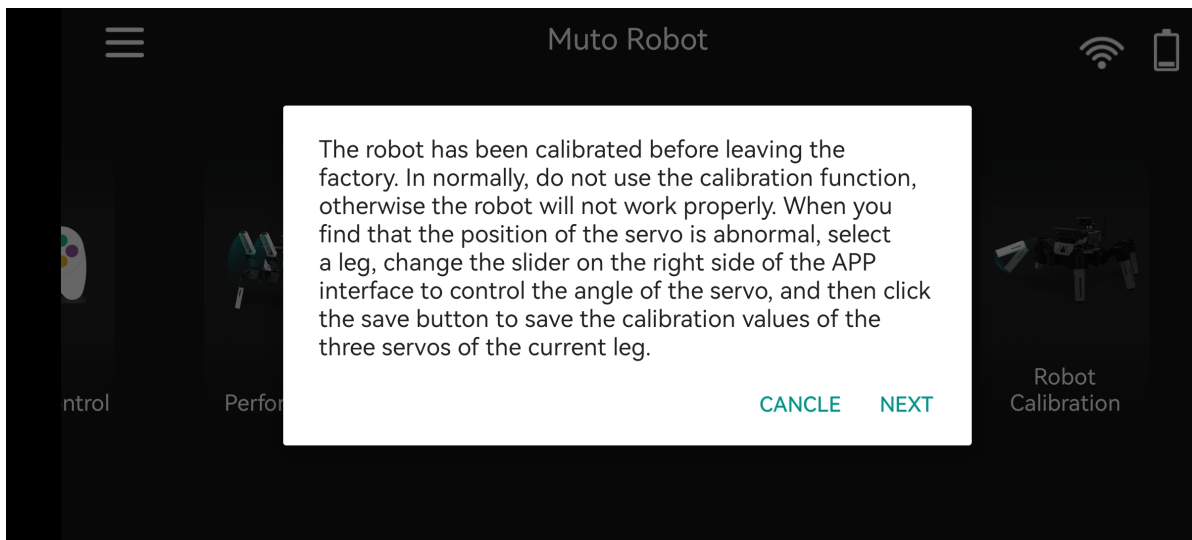 Muto Robot
The robot has been calibrated before leaving the
factory. In normally, do not use the calibration function,
otherwise the robot will not work properly. When you
find that the position of the servo is abnormal, select
a leg, change the slider on the right side of the APP
interface to control the angle of the servo, and then click
the save button to save the calibration values of the
three servos of the current leg.
CANCLE NEXT
ntrol
Perfor
Robot
Calibration